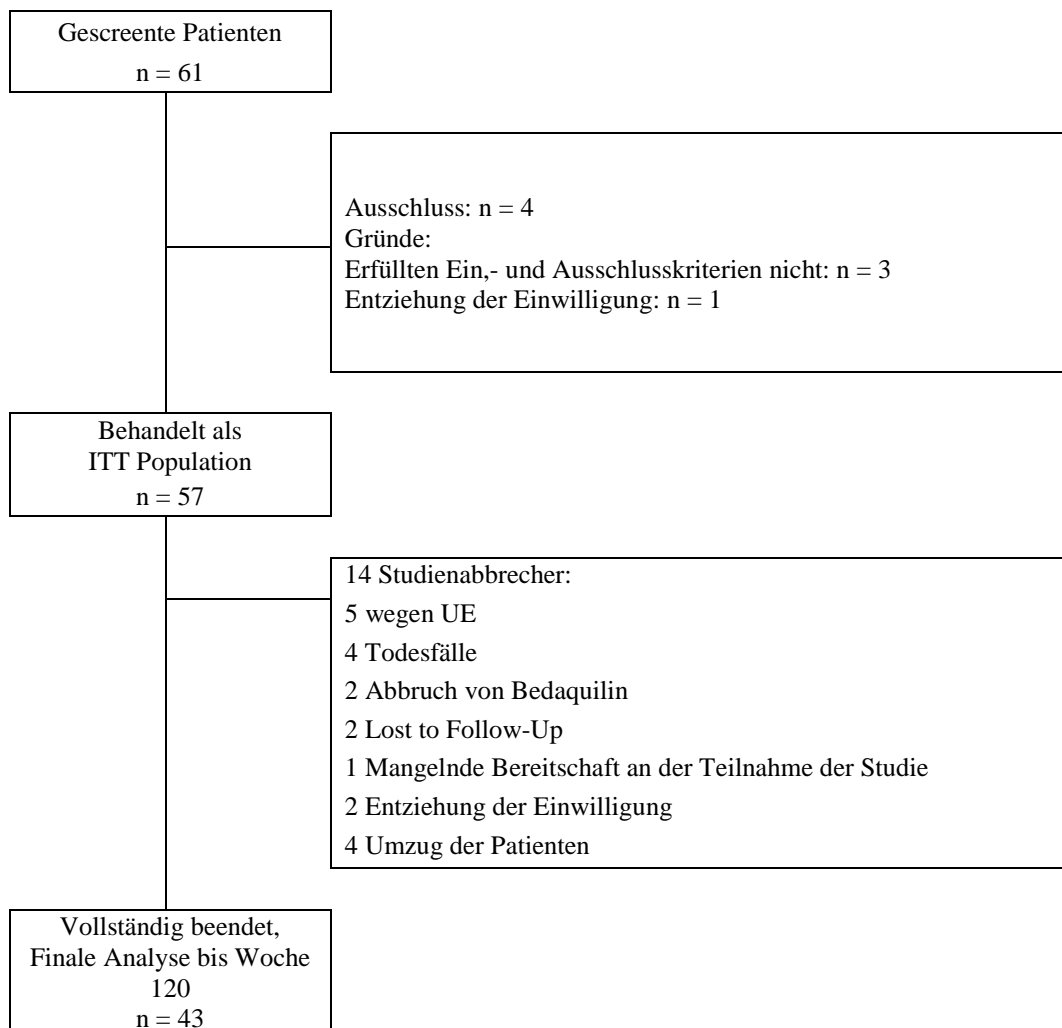 Gescreente Patienten
n = 61
Ausschluss: n = 4
Gründe:
Erfüllten Ein,- und Ausschlusskriterien nicht: n = 3
Entziehung der Einwilligung: n = 1
Behandelt als
ITT Population
n = 57
14 Studienabbrecher:
5 wegen UE
4 Todesfälle
2 Abbruch von Bedaquilin
2 Lost to Follow-Up
1 Mangelnde Bereitschaft an der Teilnahme der Studie
2 Entziehung der Einwilligung
4 Umzug der Patienten
Vollständig beendet,
Finale Analyse bis Woche
120
n = 43